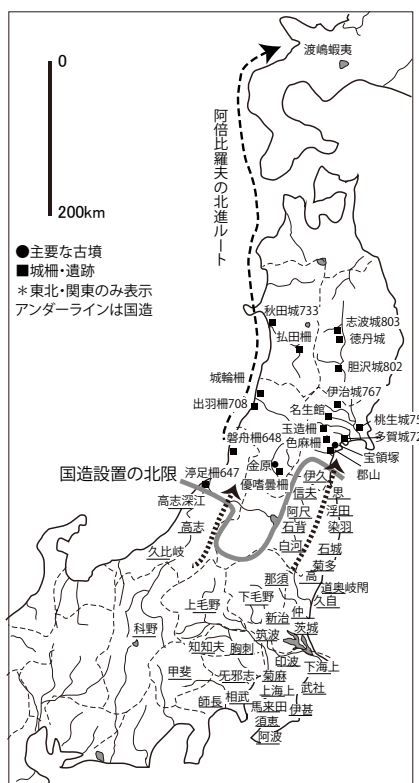 渡嶋蝦夷
0
200km
阿倍比羅夫の北進ルート
●主要な古墳
■城柵・遺跡
＊東北・関東のみ表示
アンダーラインは国造
秋田城733
払田柵
志波城803
徳丹城
胆沢城802
城輪柵
出羽柵708
伊治城767
名生館
桃生城75
玉造柵
多賀城72
色麻柵
磐舟柵648
宝領塚
郡山
金原
優嗜曇柵
国造設置の北限
渟足柵647
伊久
高志深江
信夫
思
阿尺
浮田
高志
石背
染羽
久比岐
白河
石城
菊多
那須
高
道奥岐閇
上毛野
下毛野
久自
仲
新治
科野
茨城
筑波
知知夫
胸刺
印波
下海上
甲斐
无邪志
菊麻
武社
上海上
相武
師長
馬来田
伊甚
須恵
阿波